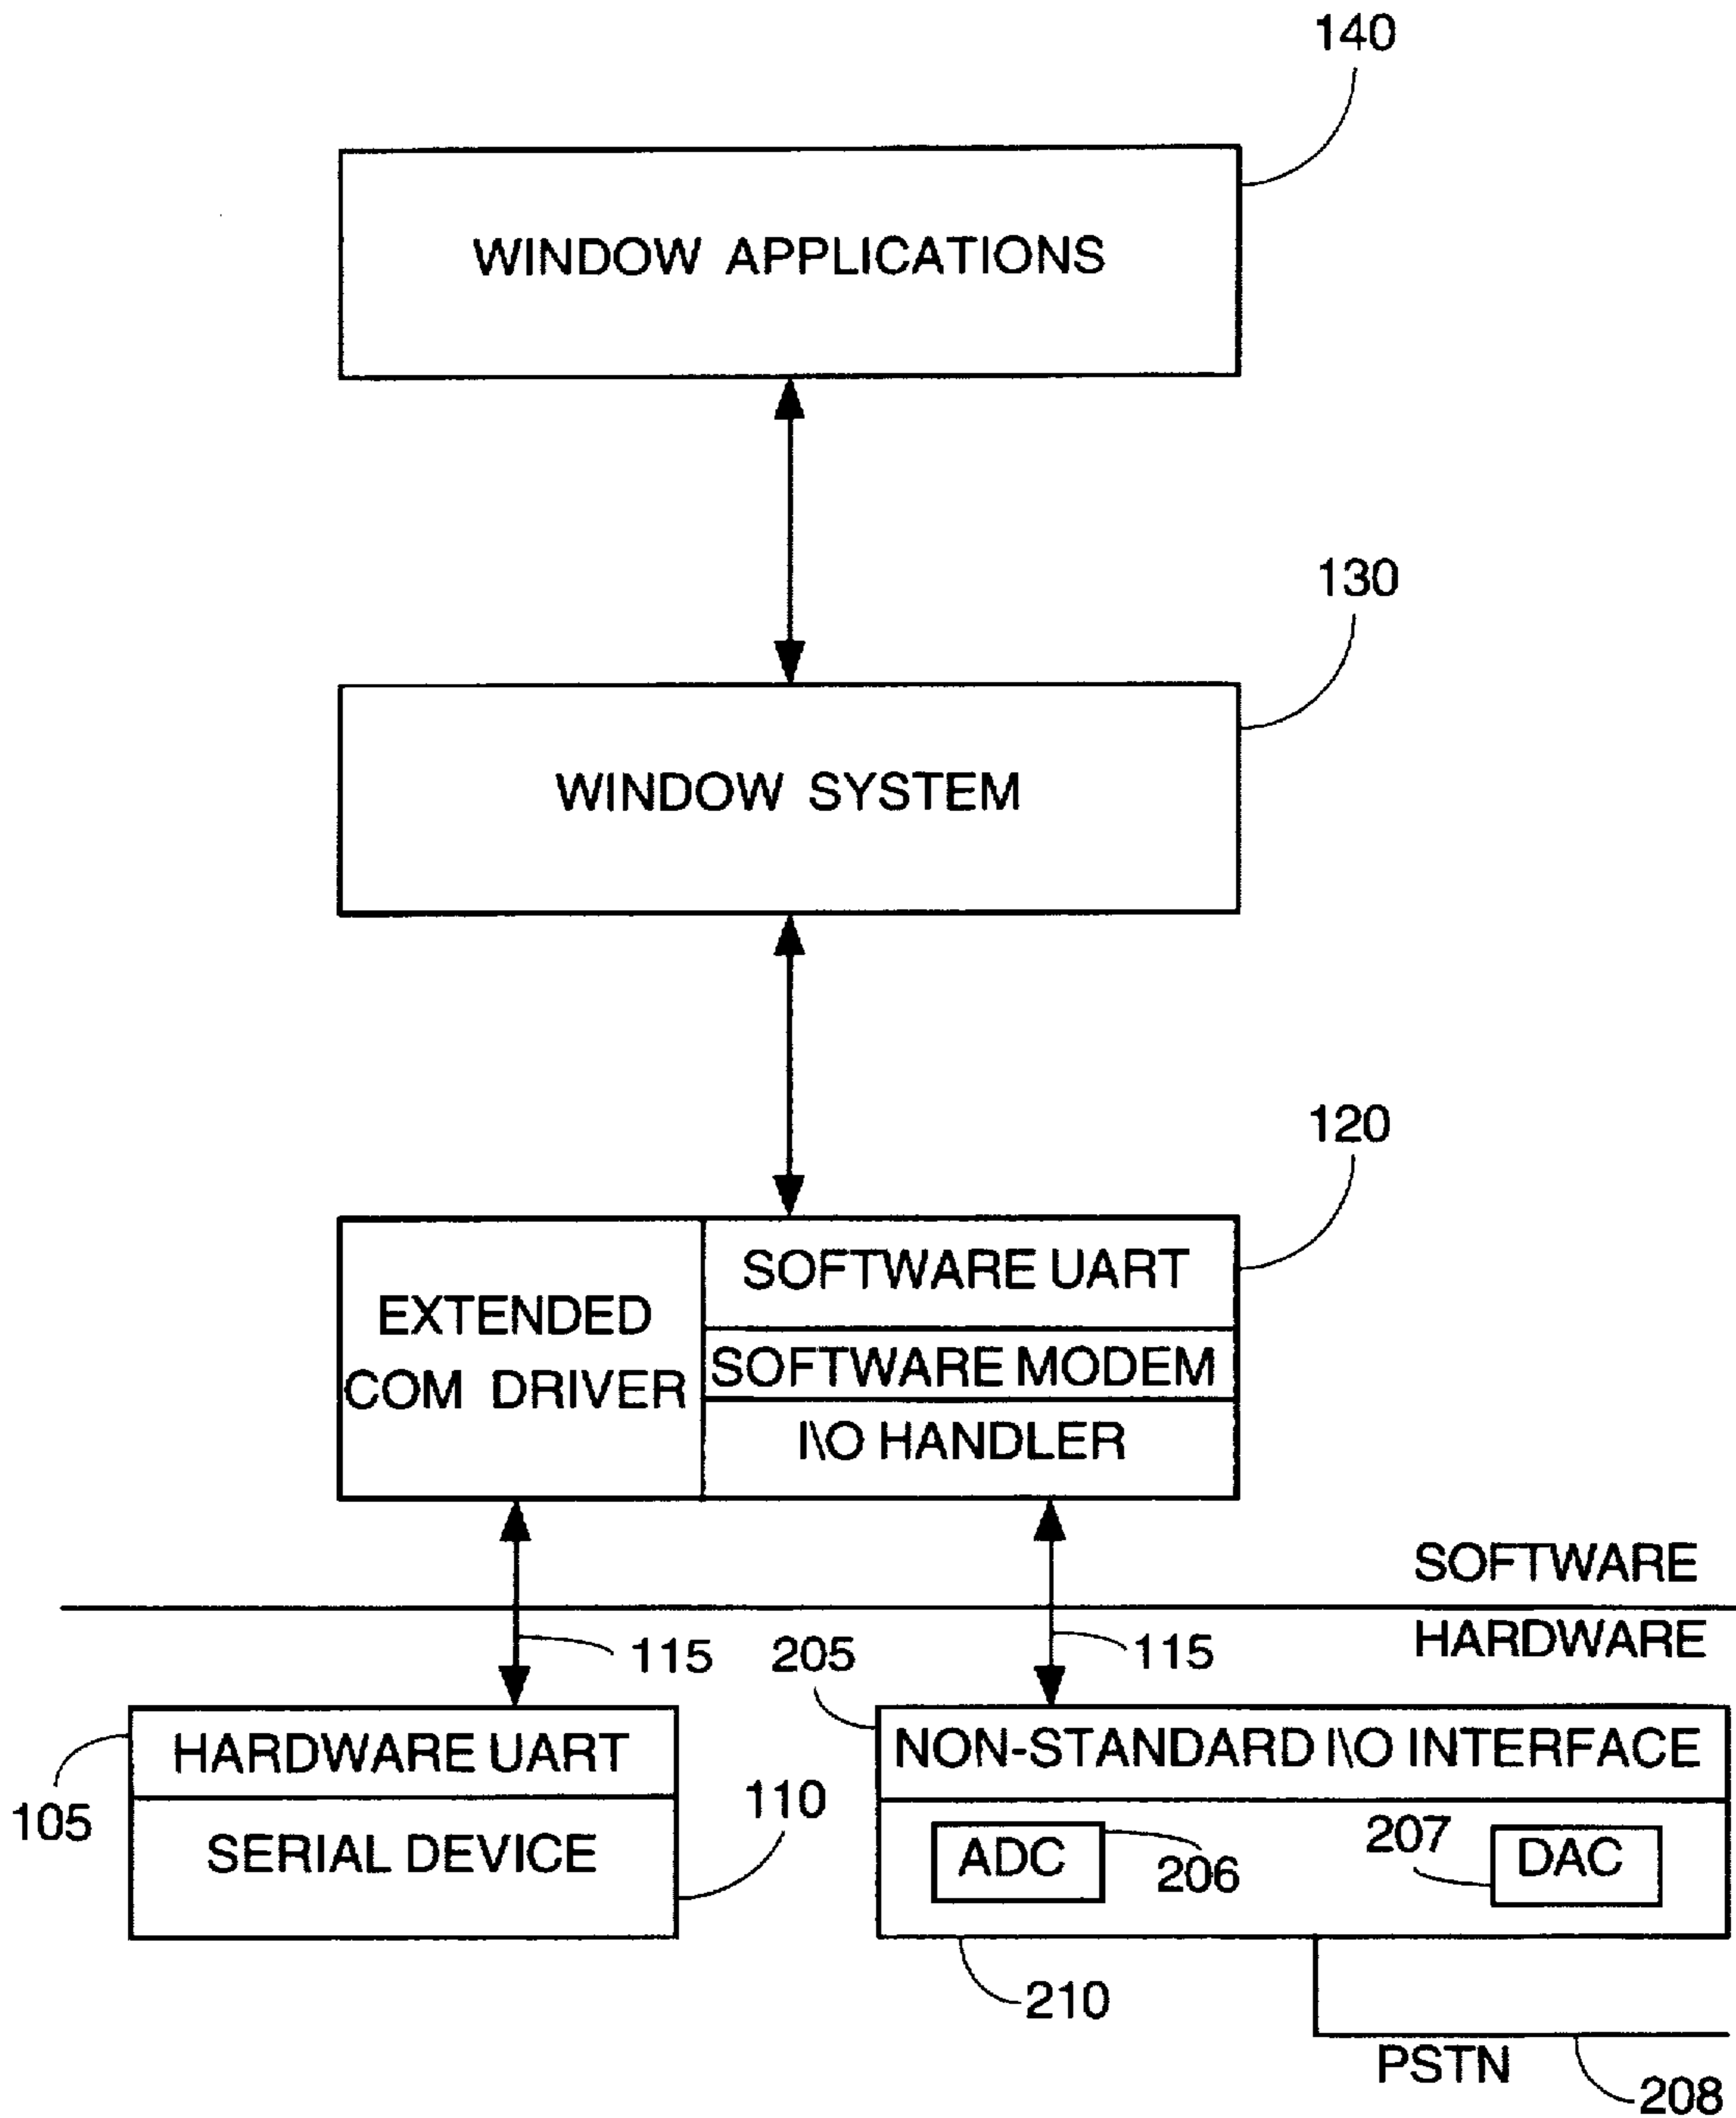 140
WINDOW APPLICATIONS
130
WINDOW SYSTEM
120
EXTENDED
COM DRIVER
SOFTWARE UART
SOFTWARE MODEM
I\O HANDLER
SOFTWARE
HARDWARE
115
205
115
HARDWARE UART
NON-STANDARD I\O INTERFACE
105
SERIAL DEVICE
110
ADC
206
207
DAC
210
PSTN
208